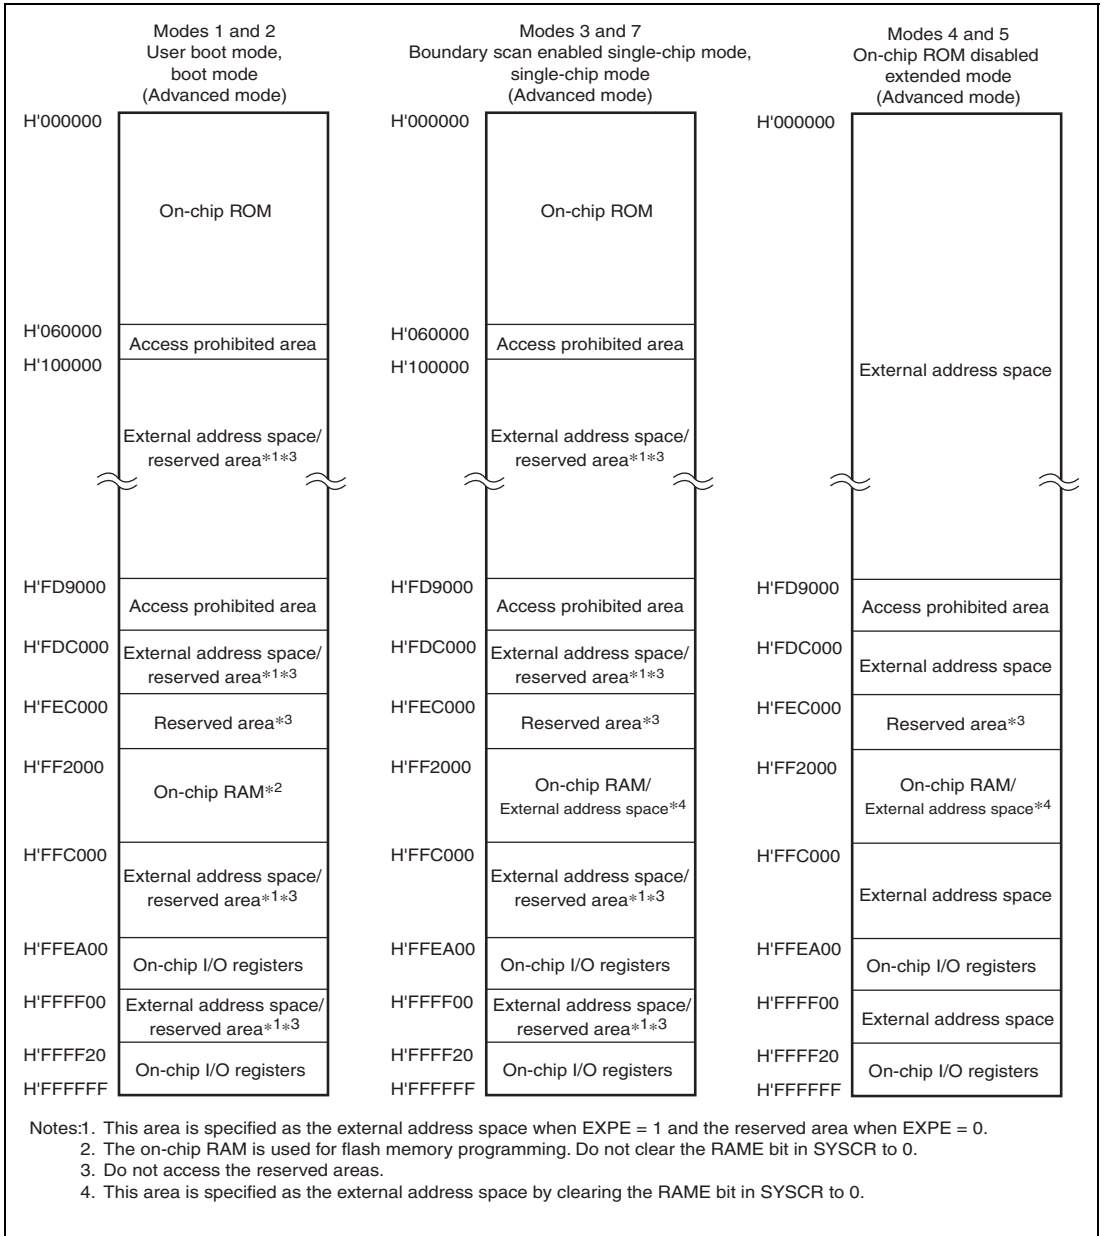 Modes 1 and 2
User boot mode,
boot mode
(Advanced mode)
H'000000
On-chip ROM
H'060000
Access prohibited area
H'100000
External address space/
reserved area*1*3
H'FD9000
Access prohibited area
H'FDC000
External address space/
reserved area*1*3
H'FEC000
Reserved area*3
H'FF2000
On-chip RAM*2
H'FFC000
External address space/
reserved area*1*3
H'FFEA00
On-chip I/O registers
H'FFFF00
External address space/
reserved area*1*3
H'FFFF20
On-chip I/O registers
H'FFFFFF
Modes 3 and 7
Boundary scan enabled single-chip mode,
single-chip mode
(Advanced mode)
H'000000
On-chip ROM
H'060000
Access prohibited area
H'100000
External address space/
reserved area*1*3
H'FD9000
Access prohibited area
H'FDC000
External address space/
reserved area*1*3
H'FEC000
Reserved area*3
H'FF2000
On-chip RAM/
External address space*4
H'FFC000
External address space/
reserved area*1*3
H'FFEA00
On-chip I/O registers
H'FFFF00
External address space/
reserved area*1*3
H'FFFF20
On-chip I/O registers
H'FFFFFF
Modes 4 and 5
On-chip ROM disabled
extended mode
(Advanced mode)
H'000000
External address space
H'FD9000
Access prohibited area
H'FDC000
External address space
H'FEC000
Reserved area*3
H'FF2000
On-chip RAM/
External address space*4
H'FFC000
External address space
H'FFEA00
On-chip I/O registers
H'FFFF00
External address space
H'FFFF20
On-chip I/O registers
H'FFFFFF
Notes:1. This area is specified as the external address space when EXPE = 1 and the reserved area when EXPE = 0.
2. The on-chip RAM is used for flash memory programming. Do not clear the RAME bit in SYSCR to 0.
3. Do not access the reserved areas.
4. This area is specified as the external address space by clearing the RAME bit in SYSCR to 0.